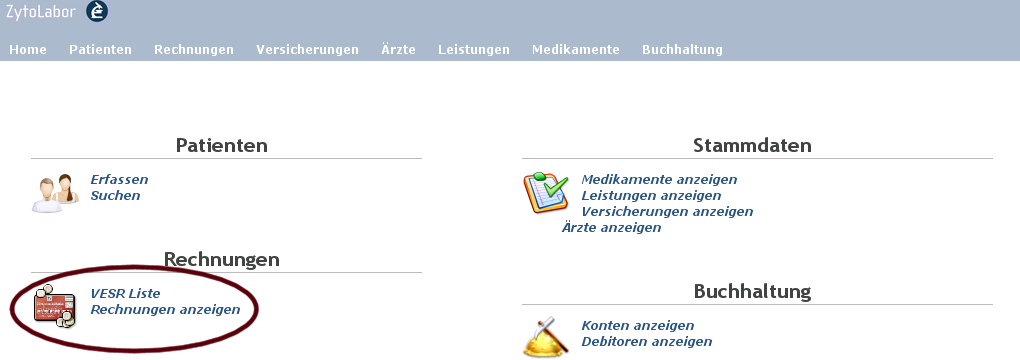 ZytoLabor
Home Patienten Rechnungen Versicherungen Ärzte Leistungen Medikamente Buchhaltung
Patienten
Erfassen
Suchen
Rechnungen
VESR Liste
Rechnungen anzeigen
Stammdaten
Medikamente anzeigen
Leistungen anzeigen
Versicherungen anzeigen
Ärzte anzeigen
Buchhaltung
Konten anzeigen
Debitoren anzeigen